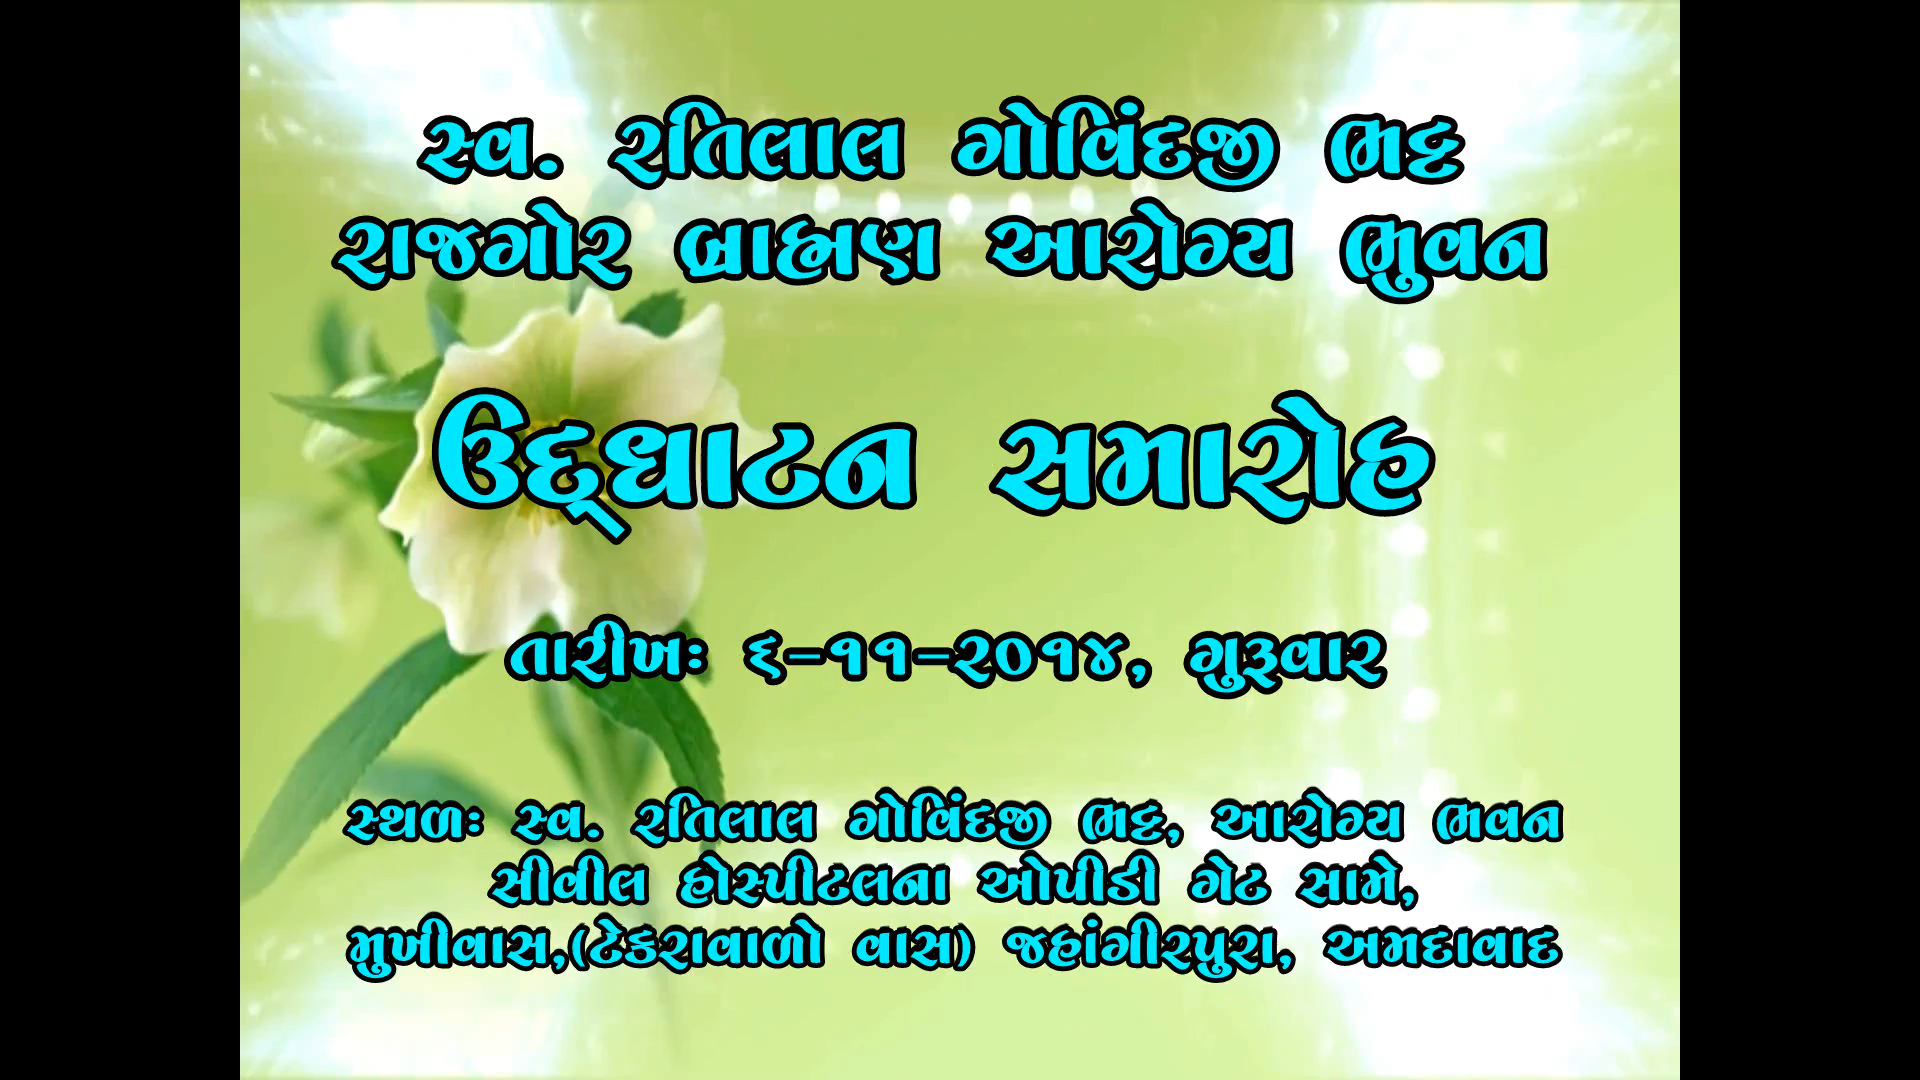 સ્વ. રતિલાલ ગોવિંદજી ભટ્ટ
રાજગોર બ્રાહ્મણ આરોગ્ય ભુવન
ઉદ્‌ઘાટન સમારોહ
તારીખઃ ૬-૧૧-૨૦૧૪, ગુરૂવાર
સ્થળઃ સ્વ. રતિલાલ ગોવિંદજી ભટ્ટ, આરોગ્ય ભવન
સીવીલ હોસ્પીટલના ઓપીડી ગેટ સામે,
મુખીવાસ,(ટેકરાવાળો વાસ) જહાંગીરપુરા, અમદાવાદ